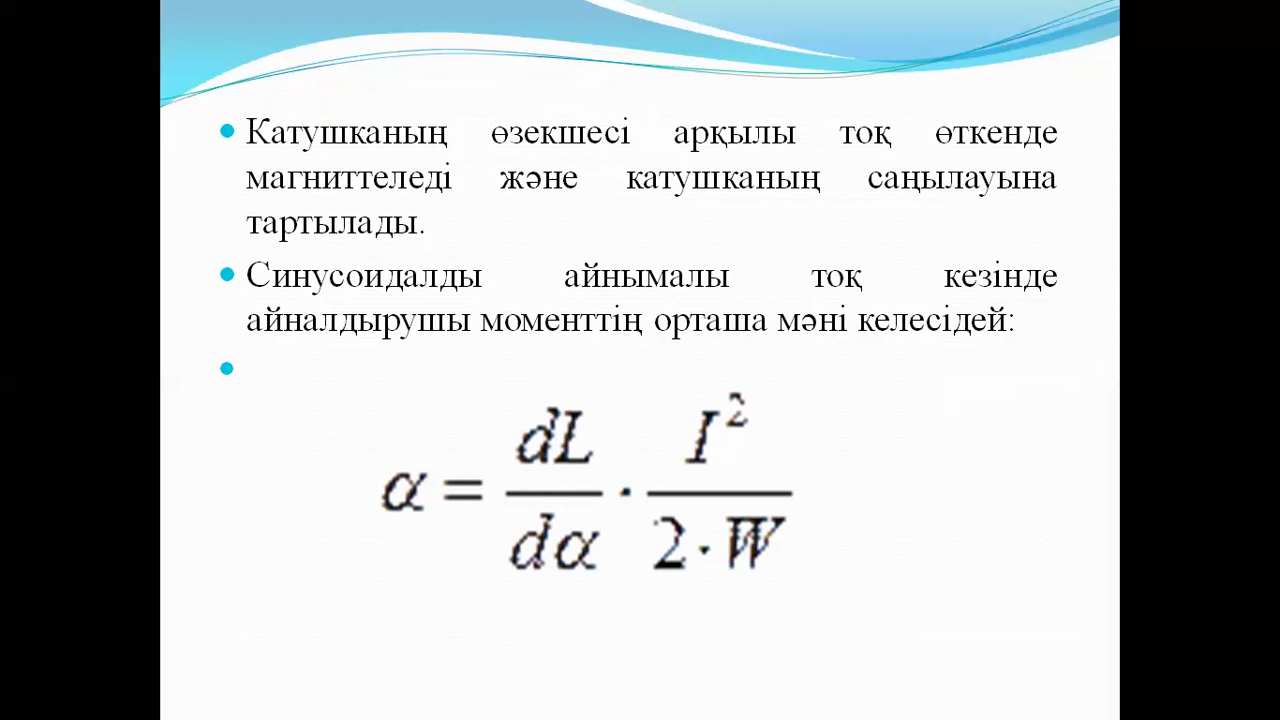 Катушканың өзекшесі арқылы тоқ өткенде
магниттеледі және катушканың саңылауына
тартылады.
Синусоидалды айнымалы тоқ кезінде
айналдырушы моменттің орташа мәні келесідей:
α = dL/dα · I²/(2·W)